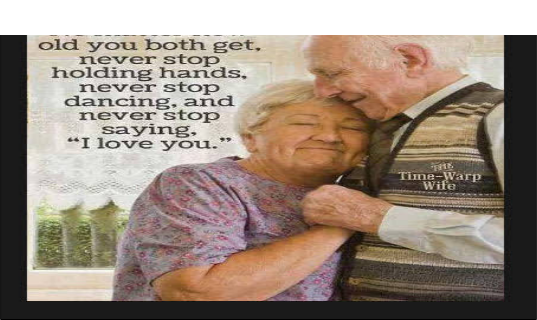 old you both get,
never stop
holding hands,
never stop
dancing, and
never stop
saying,
“I love you.”
THE
Time-Warp
Wife